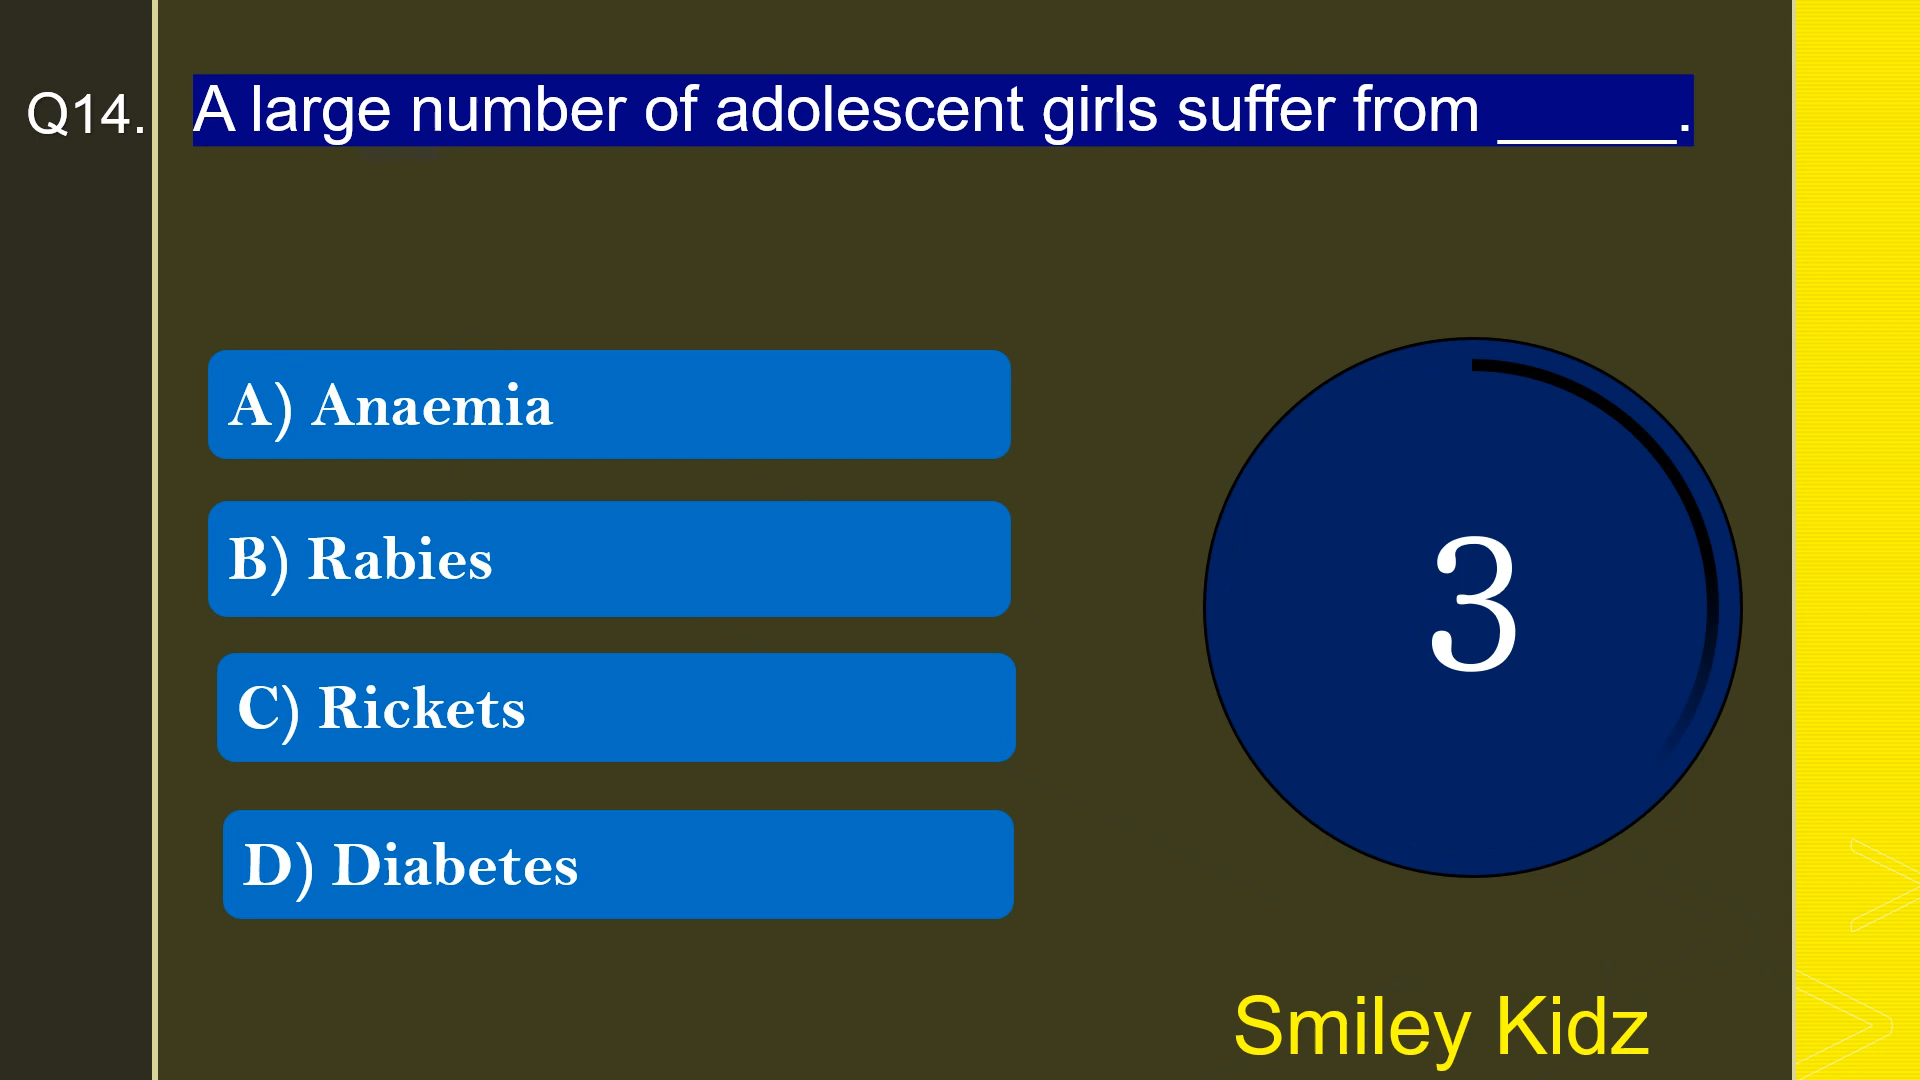 Q14. A large number of adolescent girls suffer from ______.
A) Anaemia
B) Rabies
3
C) Rickets
D) Diabetes
Smiley Kidz